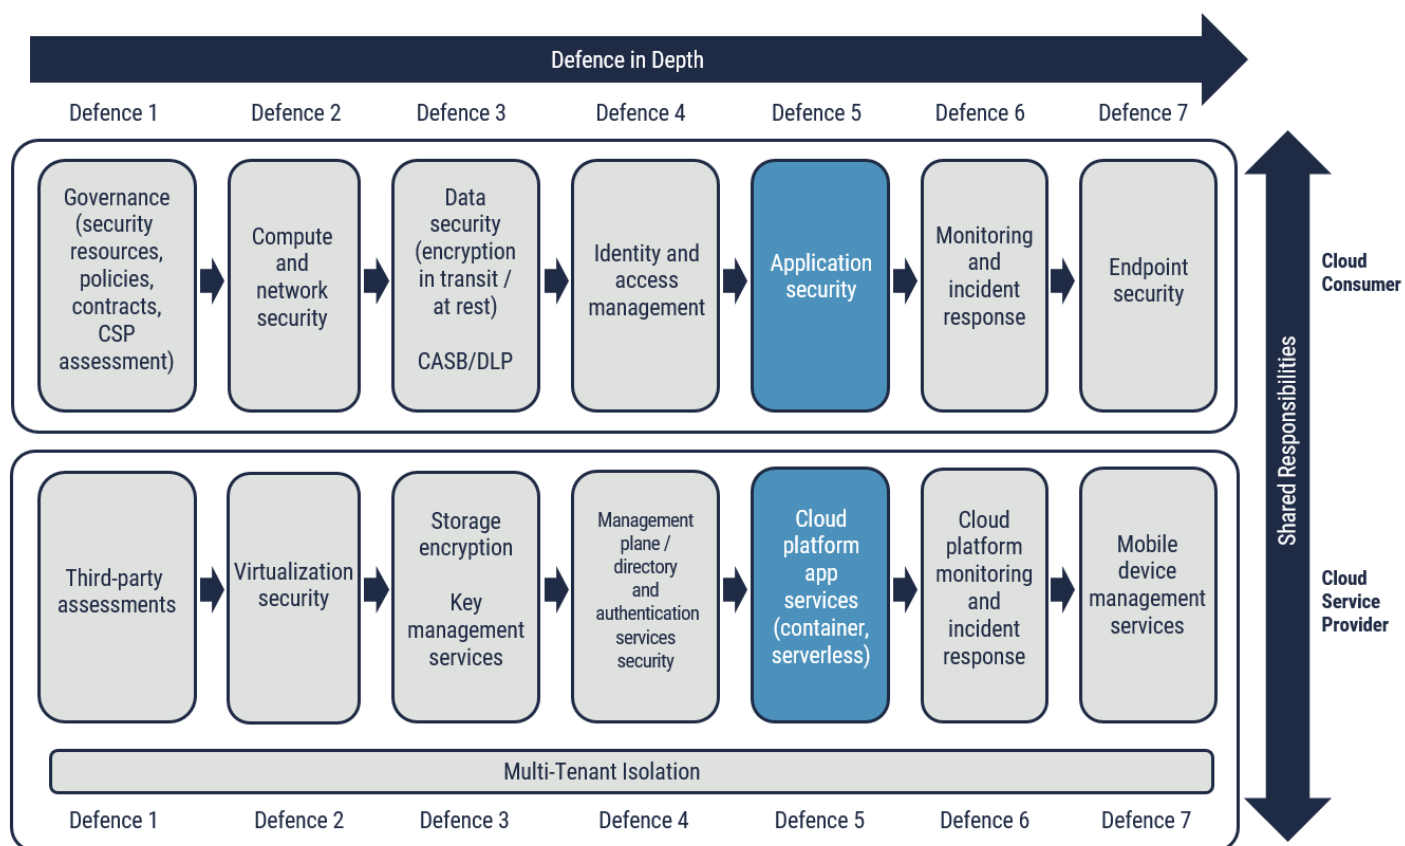 Defence in Depth
Defence 1
Defence 2
Defence 3
Defence 4
Defence 5
Defence 6
Defence 7
Governance
(security
resources,
policies,
contracts,
CSP
assessment)
Compute
and
network
security
Data
security
(encryption
in transit /
at rest)
CASB/DLP
Identity and
access
management
Application
security
Monitoring
and
incident
response
Endpoint
security
Cloud
Consumer
Shared Responsibilities
Third-party
assessments
Virtualization
security
Storage
encryption
Key
management
services
Management
plane /
directory
and
authentication
services
security
Cloud
platform
app
services
(container,
serverless)
Cloud
platform
monitoring
and
incident
response
Mobile
device
management
services
Cloud
Service
Provider
Multi-Tenant Isolation
Defence 1
Defence 2
Defence 3
Defence 4
Defence 5
Defence 6
Defence 7